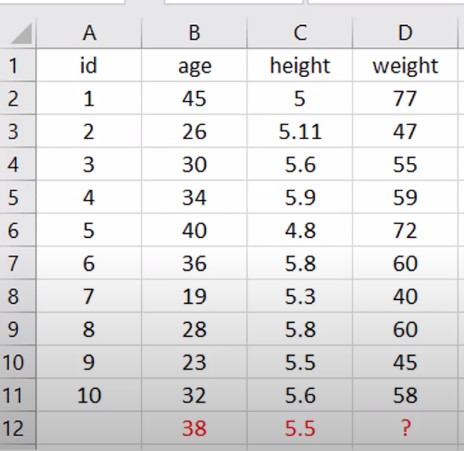 A B C D
1 id age height weight
2 1 45 5 77
3 2 26 5.11 47
4 3 30 5.6 55
5 4 34 5.9 59
6 5 40 4.8 72
7 6 36 5.8 60
8 7 19 5.3 40
9 8 28 5.8 60
10 9 23 5.5 45
11 10 32 5.6 58
12 38 5.5 ?